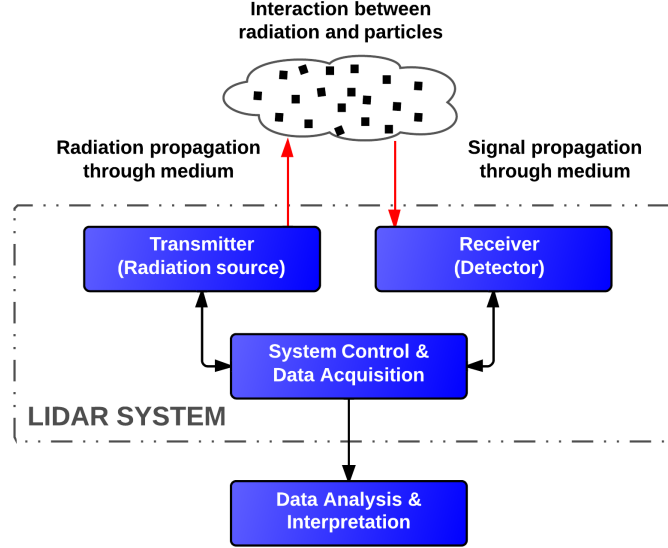 Interaction between
radiation and particles
Radiation propagation
through medium
Signal propagation
through medium
Transmitter
(Radiation source)
Receiver
(Detector)
System Control &
Data Acquisition
LIDAR SYSTEM
Data Analysis &
Interpretation